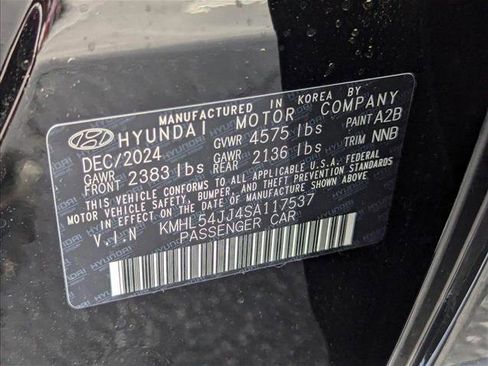 MANUFACTURED IN KOREA BY
HYUNDAI MOTOR COMPANY
DEC/2024 GVWR 4575 lbs PAINT A2B
GAWR FRONT 2383 lbs GAWR REAR 2136 lbs TRIM NNB
THIS VEHICLE CONFORMS TO ALL APPLICABLE U.S.A. FEDERAL
MOTOR VEHICLE SAFETY, BUMPER, AND THEFT PREVENTION STANDARDS
IN EFFECT ON THE DATE OF MANUFACTURE SHOWN ABOVE.
V.I.N KMHL54JJ4SA117537
PASSENGER CAR